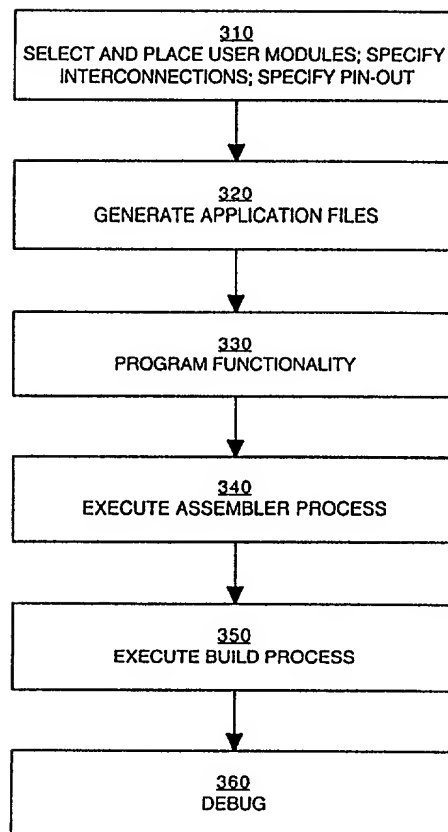 310
SELECT AND PLACE USER MODULES; SPECIFY
INTERCONNECTIONS; SPECIFY PIN-OUT
320
GENERATE APPLICATION FILES
330
PROGRAM FUNCTIONALITY
340
EXECUTE ASSEMBLER PROCESS
350
EXECUTE BUILD PROCESS
360
DEBUG